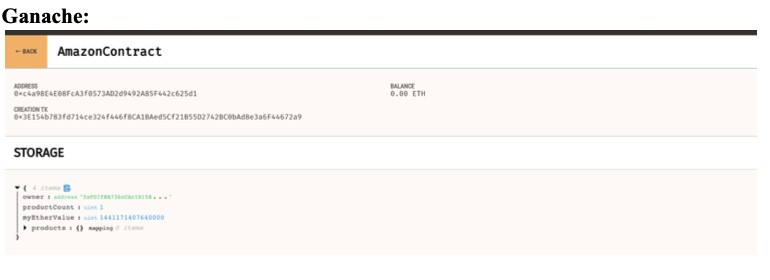 Ganache:
← BACK AmazonContract
ADDRESS BALANCE
0×c4a98E4E08FcA3f0573AD2d9492A85F442c625d1 0.00 ETH
CREATION TX
0×3E154b783fd714ce324f446f8CA1BAed5Cf21B55D2742BC0bAd8e3a6F44672a9
STORAGE
{ 4 items
owner : address
productCount : uint 1
myEtherValue : uint 1441171407640000
products : {} mapping 0 items
}